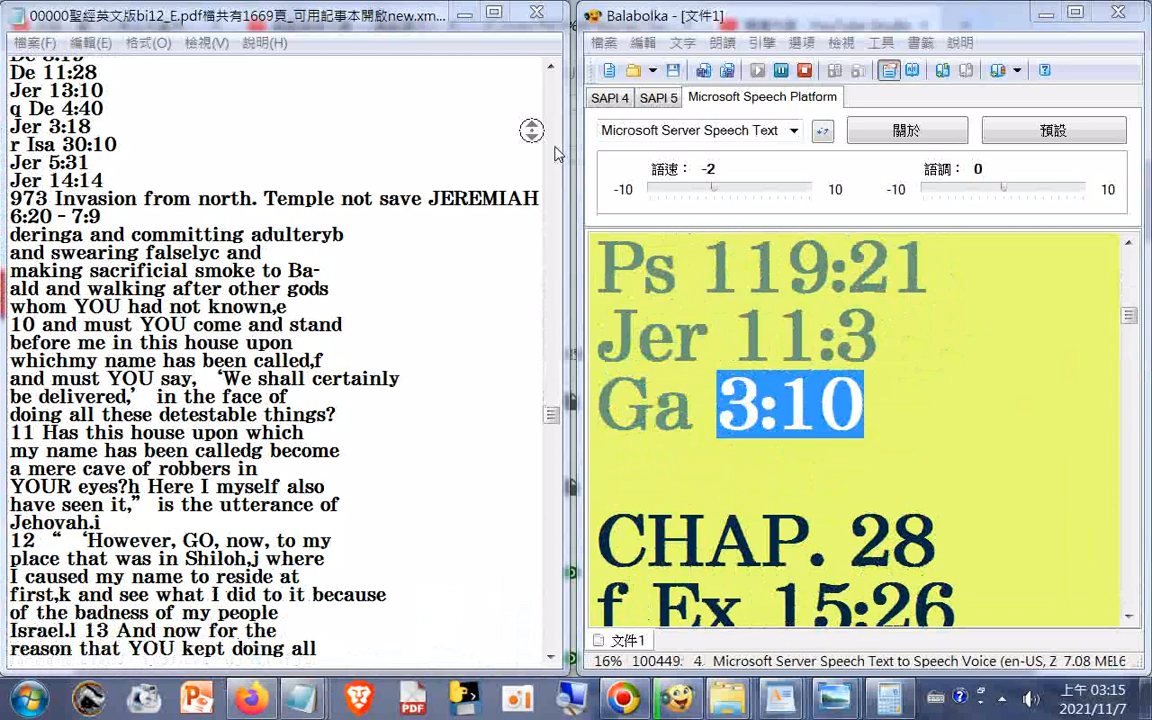 00000聖經英文版bi12_E.pdf檔共有1669頁_可用記事本開啟new.xm...
檔案(F) 編輯(E) 格式(O) 檢視(V) 說明(H)
De 11:28
Jer 13:10
q De 4:40
Jer 3:18
r Isa 30:10
Jer 5:31
Jer 14:14
973 Invasion from north. Temple not save JEREMIAH
6:20 - 7:9
deringa and committing adulteryb
and swearing falselyc and
making sacrificial smoke to Ba-
ald and walking after other gods
whom YOU had not known,e
10 and must YOU come and stand
before me in this house upon
whichmy name has been called,f
and must YOU say, ‘We shall certainly
be delivered,’ in the face of
doing all these detestable things?
11 Has this house upon which
my name has been calledg become
a mere cave of robbers in
YOUR eyes?h Here I myself also
have seen it,” is the utterance of
Jehovah.i
12 “ ‘However, GO, now, to my
place that was in Shiloh,j where
I caused my name to reside at
first,k and see what I did to it because
of the badness of my people
Israel.l 13 And now for the
reason that YOU kept doing all
Balabolka - [文件1]
檔案 編輯 文字 朗讀 引擎 選項 檢視 工具 書籤 說明
SAPI 4 SAPI 5 Microsoft Speech Platform
Microsoft Server Speech Text 關於 預設
語速: -2 語調: 0
-10 10 -10 10
Ps 119:21
Jer 11:3
Ga 3:10
CHAP. 28
f Ex 15:26
文件1
16% 100449: 4. Microsoft Server Speech Text to Speech Voice (en-US, Z 7.08 MB
上午 03:15
2021/11/7